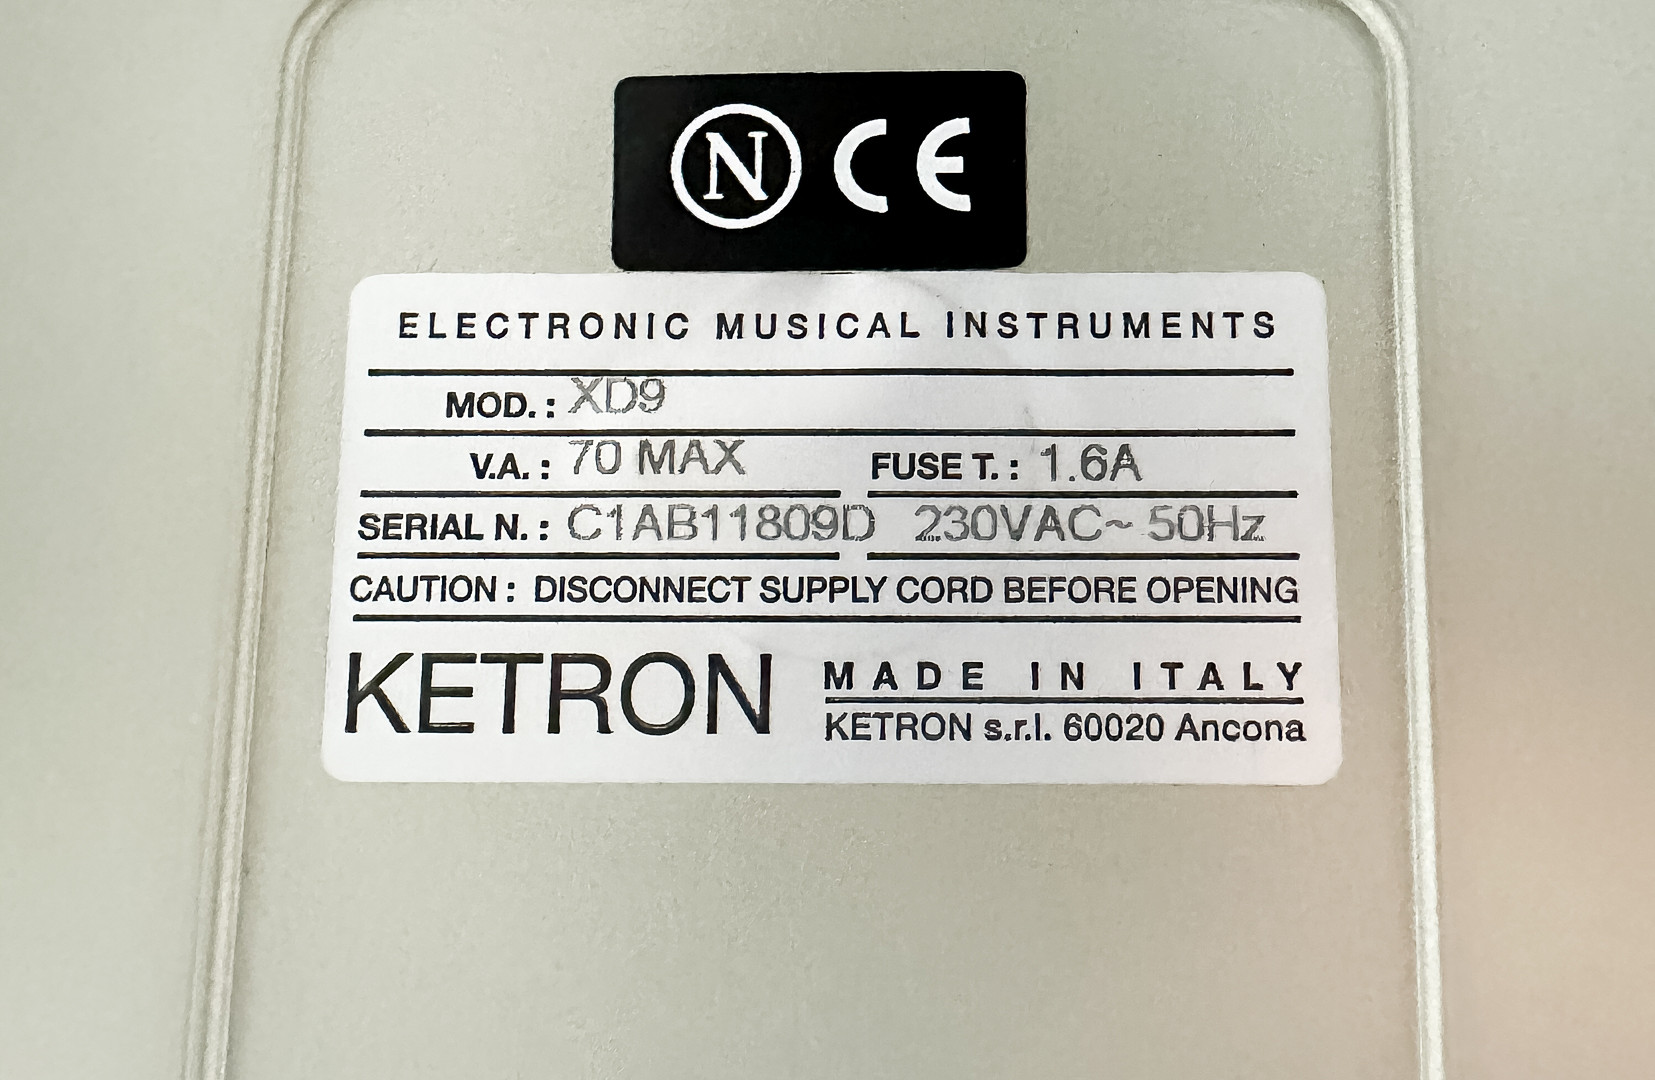 N CE
ELECTRONIC MUSICAL INSTRUMENTS
MOD. : XD9
V.A. : 70 MAX FUSE T. : 1.6A
SERIAL N. : C1AB11809D 230VAC~ 50Hz
CAUTION : DISCONNECT SUPPLY CORD BEFORE OPENING
KETRON MADE IN ITALY
KETRON s.r.l. 60020 Ancona